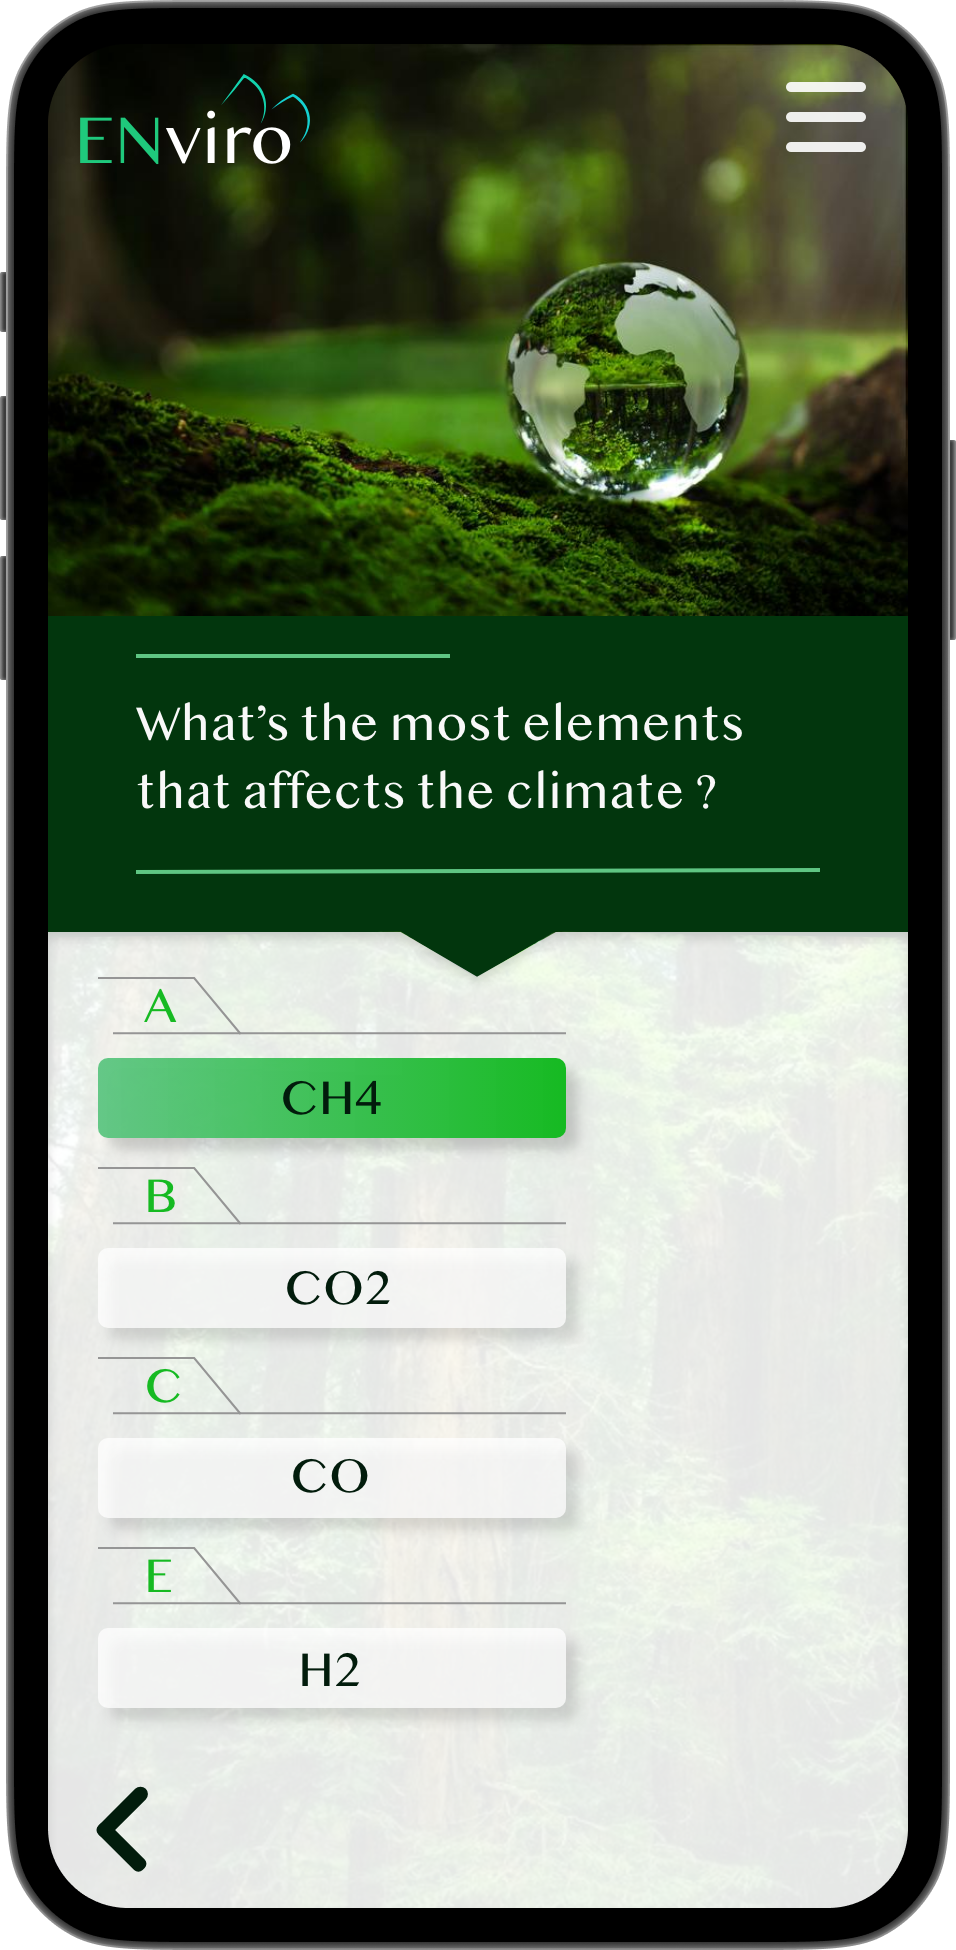 ENviro
What’s the most elements
that affects the climate ?
A
CH4
B
CO2
C
CO
E
H2